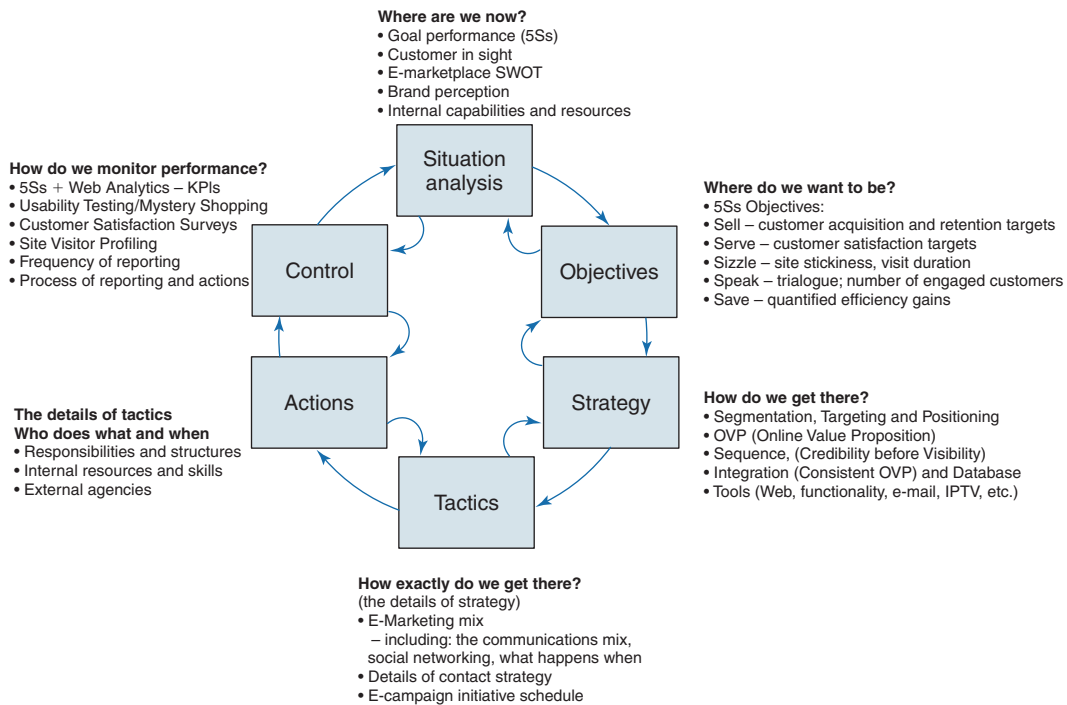 Where are we now?
• Goal performance (5Ss)
• Customer in sight
• E-marketplace SWOT
• Brand perception
• Internal capabilities and resources
Situation
analysis
How do we monitor performance?
• 5Ss + Web Analytics – KPIs
• Usability Testing/Mystery Shopping
• Customer Satisfaction Surveys
• Site Visitor Profiling
• Frequency of reporting
• Process of reporting and actions
Control
Where do we want to be?
• 5Ss Objectives:
• Sell – customer acquisition and retention targets
• Serve – customer satisfaction targets
• Sizzle – site stickiness, visit duration
• Speak – trialogue; number of engaged customers
• Save – quantified efficiency gains
Objectives
Actions
The details of tactics
Who does what and when
• Responsibilities and structures
• Internal resources and skills
• External agencies
Strategy
How do we get there?
• Segmentation, Targeting and Positioning
• OVP (Online Value Proposition)
• Sequence, (Credibility before Visibility)
• Integration (Consistent OVP) and Database
• Tools (Web, functionality, e-mail, IPTV, etc.)
Tactics
How exactly do we get there?
(the details of strategy)
• E-Marketing mix
– including: the communications mix,
social networking, what happens when
• Details of contact strategy
• E-campaign initiative schedule